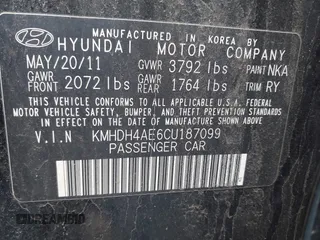 MANUFACTURED IN KOREA BY
HYUNDAI MOTOR COMPANY
MAY/20/11 GVWR 3792 lbs PAINT NKA
GAWR FRONT 2072 lbs GAWR REAR 1764 lbs TRIM RY
THIS VEHICLE CONFORMS TO ALL APPLICABLE U.S.A. FEDERAL
MOTOR VEHICLE SAFETY, BUMPER, AND THEFT PREVENTION STANDARDS
IN EFFECT ON THE DATE OF MANUFACTURE SHOWN ABOVE.
V.I.N KMHDH4AE6CU187099
PASSENGER CAR